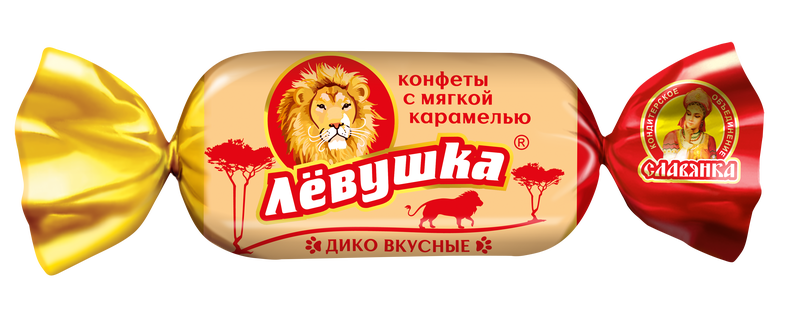 конфеты
с мягкой
карамелью
Лёвушка®
ДИКО ВКУСНЫЕ
КОНДИТЕРСКОЕ ОБЪЕДИНЕНИЕ
СЛАВЯНКА